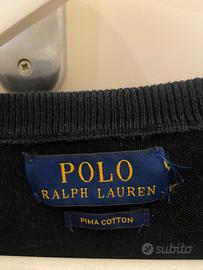 POLO
RALPH LAUREN
PIMA COTTON
subito